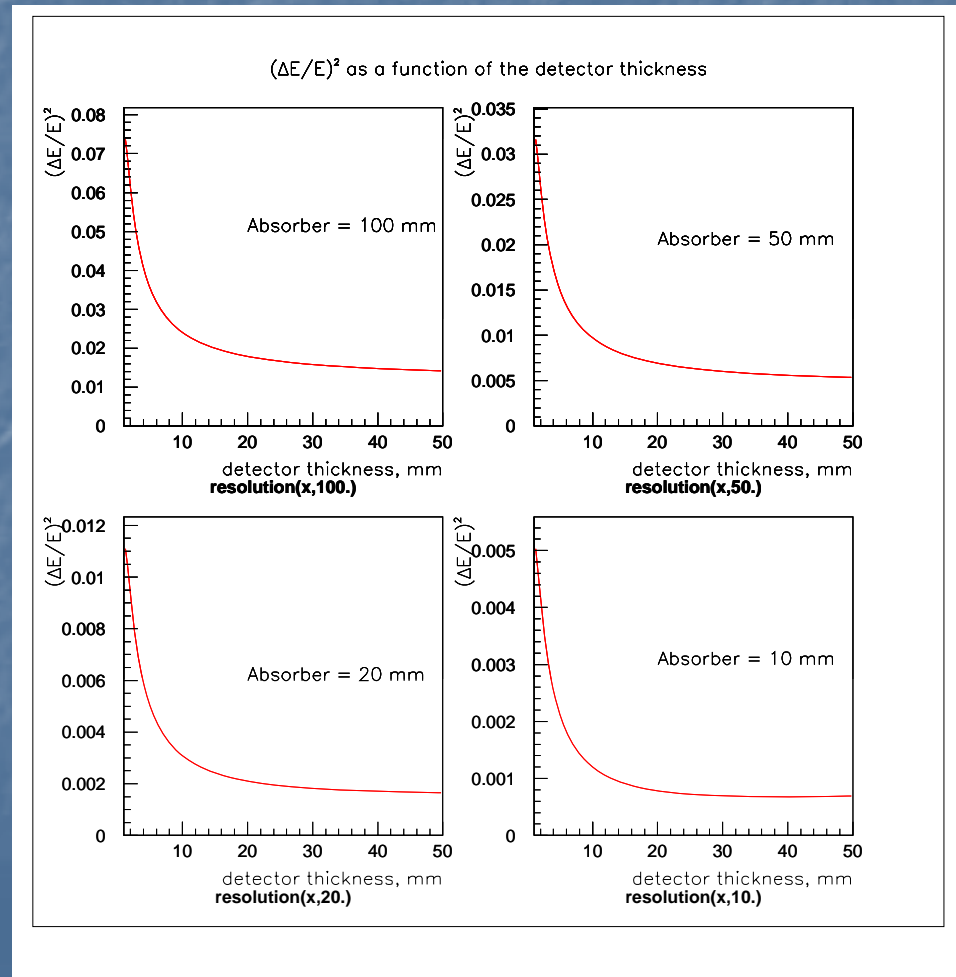 (ΔE/E)² as a function of the detector thickness
(ΔE/E)²
0.08
0.07
0.06
0.05
0.04
0.03
0.02
0.01
0
Absorber = 100 mm
10 20 30 40 50
detector thickness, mm
resolution(x,100.)
(ΔE/E)²
0.035
0.03
0.025
0.02
0.015
0.01
0.005
0
Absorber = 50 mm
10 20 30 40 50
detector thickness, mm
resolution(x,50.)
(ΔE/E)²
0.012
0.01
0.008
0.006
0.004
0.002
0
Absorber = 20 mm
10 20 30 40 50
detector thickness, mm
resolution(x,20.)
(ΔE/E)²
0.005
0.004
0.003
0.002
0.001
0
Absorber = 10 mm
10 20 30 40 50
detector thickness, mm
resolution(x,10.)